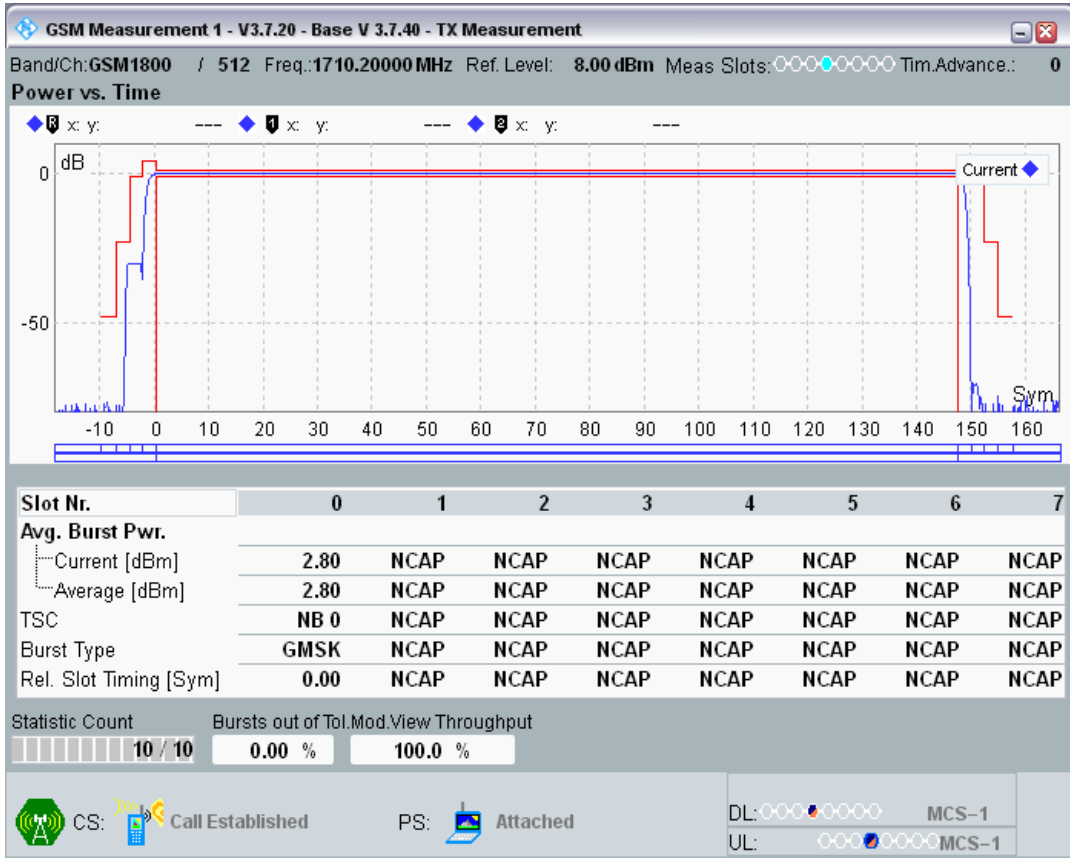 GSM Measurement 1 - V3.7.20 - Base V 3.7.40 - TX Measurement
Band/Ch:GSM1800 / 512 Freq.:1710.20000 MHz Ref. Level: 8.00 dBm Meas Slots: Tim.Advance.: 0
Power vs. Time
R x: y: --- 1 x: y: --- 2 x: y: ---
dB
Current
0
-50
Sym
-10 0 10 20 30 40 50 60 70 80 90 100 110 120 130 140 150 160
Slot Nr. 0 1 2 3 4 5 6 7
Avg. Burst Pwr.
Current [dBm] 2.80 NCAP NCAP NCAP NCAP NCAP NCAP NCAP
Average [dBm] 2.80 NCAP NCAP NCAP NCAP NCAP NCAP NCAP
TSC NB 0 NCAP NCAP NCAP NCAP NCAP NCAP NCAP
Burst Type GMSK NCAP NCAP NCAP NCAP NCAP NCAP NCAP
Rel. Slot Timing [Sym] 0.00 NCAP NCAP NCAP NCAP NCAP NCAP NCAP
Statistic Count Bursts out of Tol. Mod.View Throughput
10 / 10 0.00 % 100.0 %
CS: Call Established PS: Attached
DL: MCS-1
UL: MCS-1